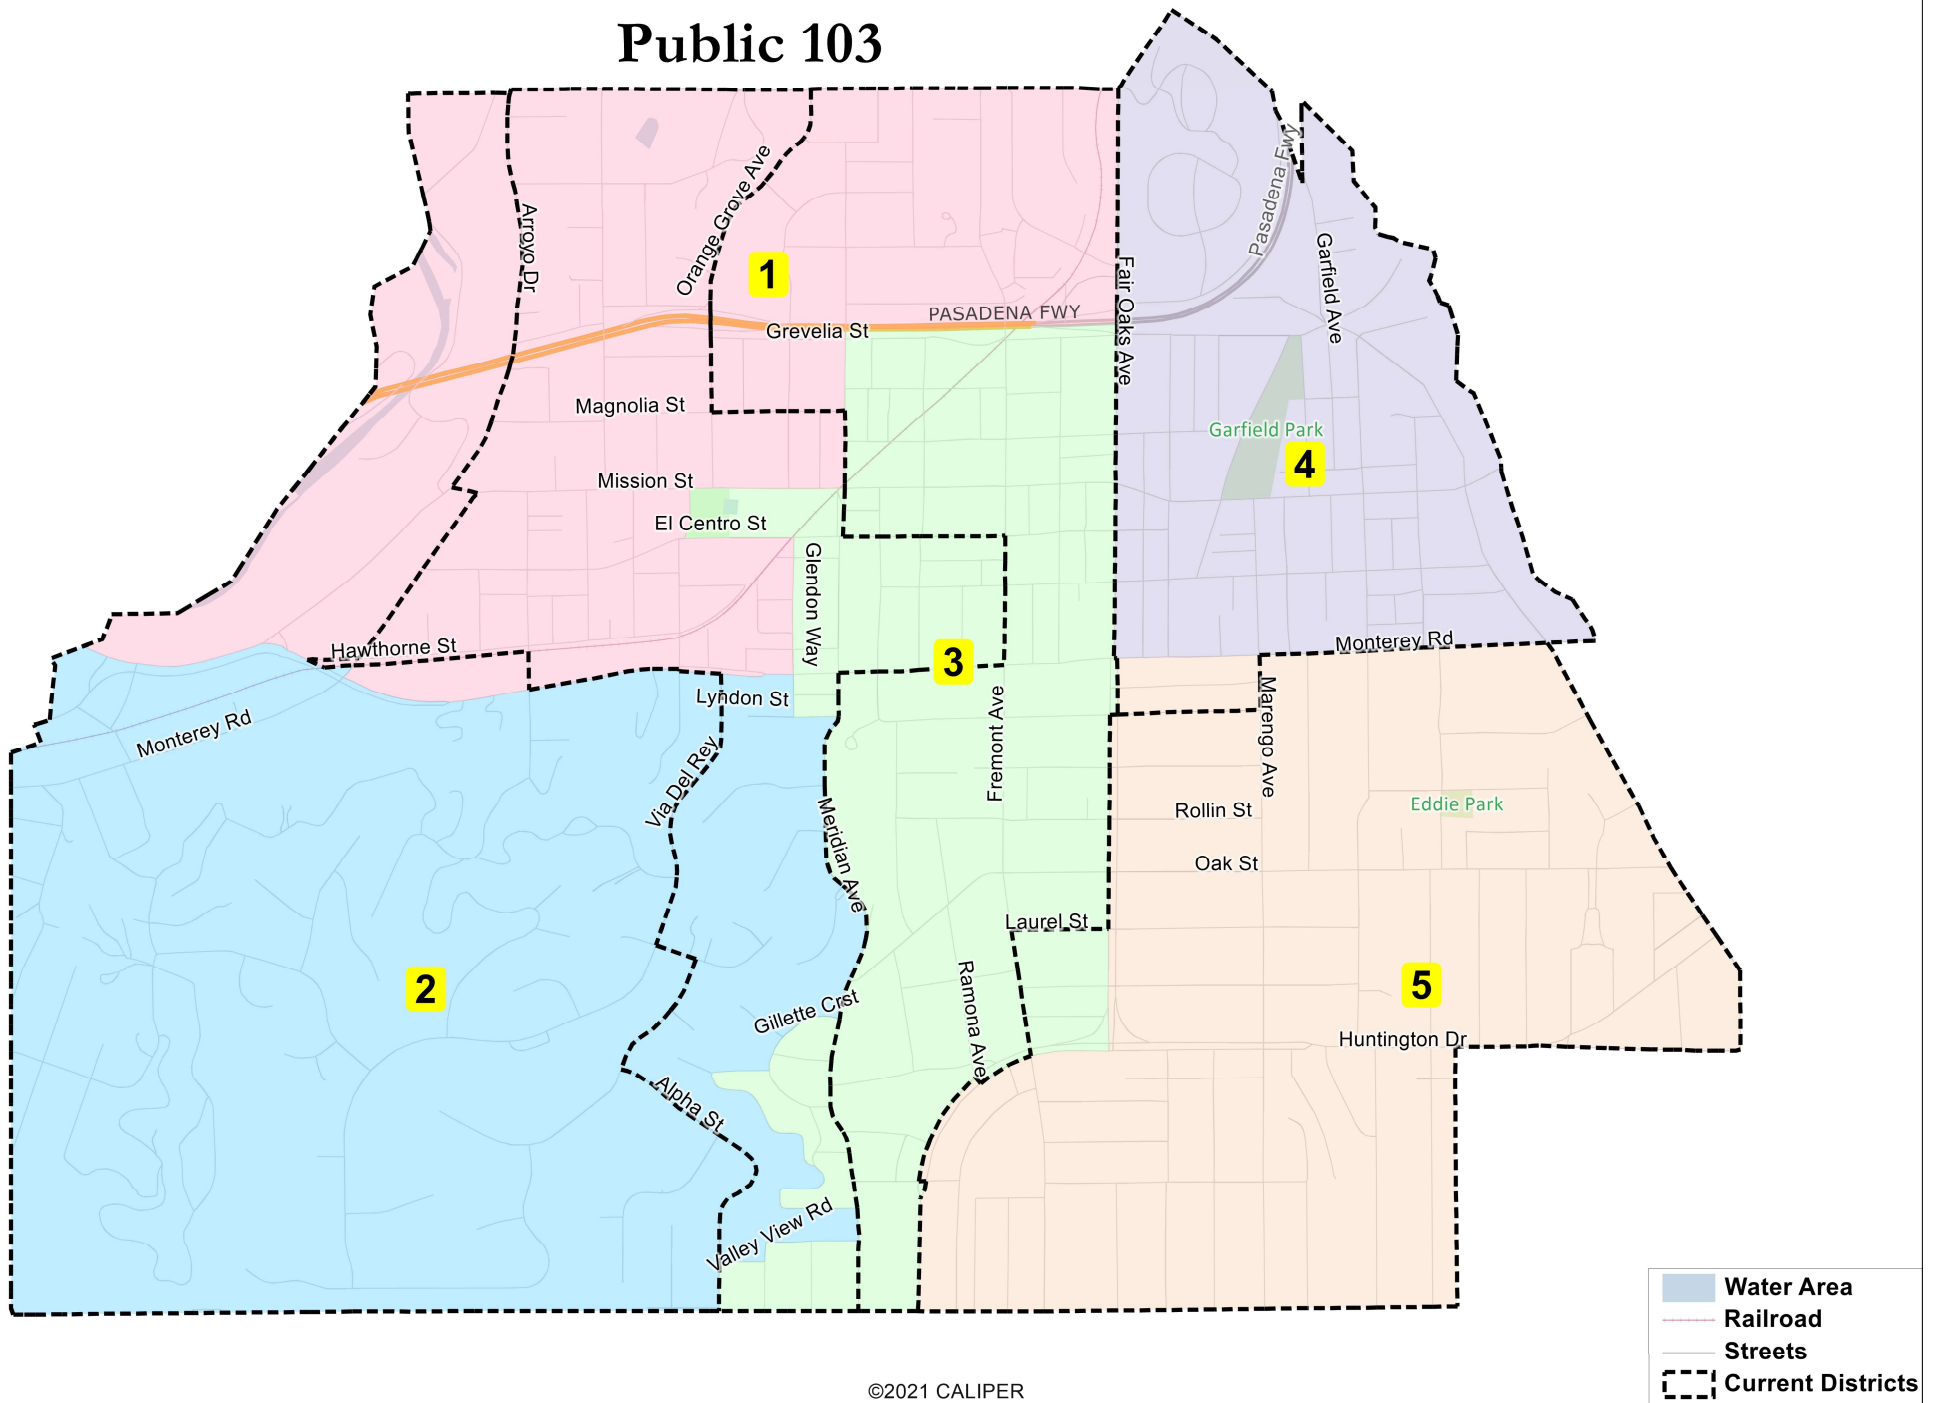 Public 103
Pasadena Fwy
Orange Grove Ave
Arroyo Dr
Garfield Ave
1
Fair Oaks Ave
PASADENA FWY
Grevelia St
Magnolia St
Garfield Park
4
Mission St
El Centro St
Glendon Way
Hawthorne St
Monterey Rd
3
Lyndon St
Fremont Ave
Marengo Ave
Monterey Rd
Via Del Rey
Meridian Ave
Rollin St
Eddie Park
Oak St
Laurel St
2
Gillette Crst
Ramona Ave
5
Huntington Dr
Alpha St
Valley View Rd
Water Area
Railroad
Streets
Current Districts
©2021 CALIPER